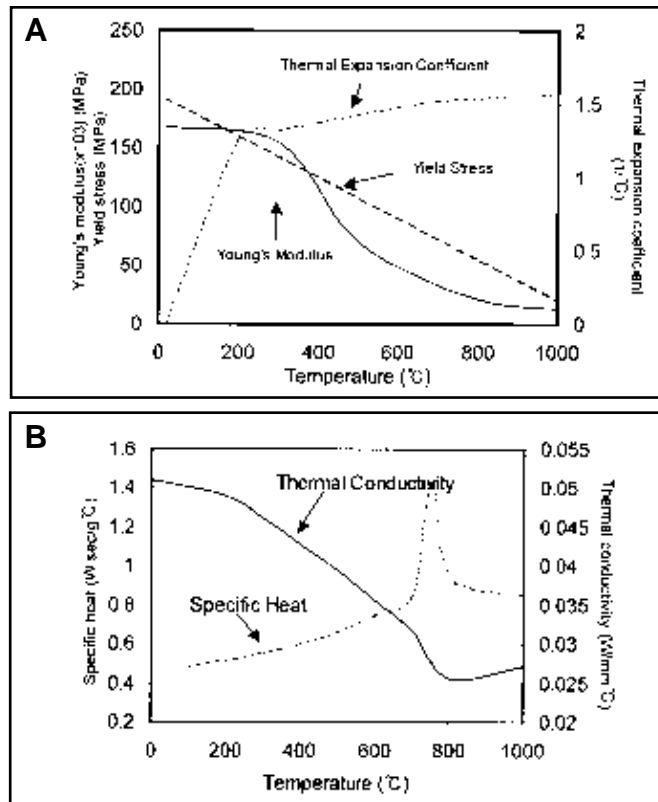 A
250
200
150
100
50
0
Young's modulus(x103) (MPa)
Yield stress (MPa)
Thermal Expansion Coefficient
Yield Stress
Young's Modulus
2
1.5
1
0.5
0
Thermal expansion coefficient
(1/℃)
0 200 400 600 800 1000
Temperature (℃)
B
1.6
1.4
1.2
1
0.8
0.6
0.4
0.2
Specific heat (W sec/g℃)
Thermal Conductivity
Specific Heat
0.055
0.05
0.045
0.04
0.035
0.03
0.025
0.02
Thermal conductivity (W/mm℃)
0 200 400 600 800 1000
Temperature (℃)